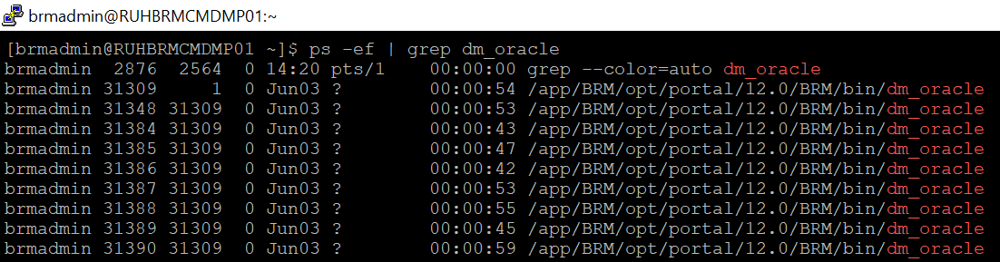 brmadmin@RUHBRMCMDMP01:~
[brmadmin@RUHBRMCMDMP01 ~]$ ps -ef | grep dm_oracle
brmadmin  2876  2564  0 14:20 pts/1    00:00:00 grep --color=auto dm_oracle
brmadmin 31309     1  0 Jun03 ?        00:00:54 /app/BRM/opt/portal/12.0/BRM/bin/dm_oracle
brmadmin 31348 31309  0 Jun03 ?        00:00:53 /app/BRM/opt/portal/12.0/BRM/bin/dm_oracle
brmadmin 31384 31309  0 Jun03 ?        00:00:43 /app/BRM/opt/portal/12.0/BRM/bin/dm_oracle
brmadmin 31385 31309  0 Jun03 ?        00:00:47 /app/BRM/opt/portal/12.0/BRM/bin/dm_oracle
brmadmin 31386 31309  0 Jun03 ?        00:00:42 /app/BRM/opt/portal/12.0/BRM/bin/dm_oracle
brmadmin 31387 31309  0 Jun03 ?        00:00:53 /app/BRM/opt/portal/12.0/BRM/bin/dm_oracle
brmadmin 31388 31309  0 Jun03 ?        00:00:55 /app/BRM/opt/portal/12.0/BRM/bin/dm_oracle
brmadmin 31389 31309  0 Jun03 ?        00:00:45 /app/BRM/opt/portal/12.0/BRM/bin/dm_oracle
brmadmin 31390 31309  0 Jun03 ?        00:00:59 /app/BRM/opt/portal/12.0/BRM/bin/dm_oracle